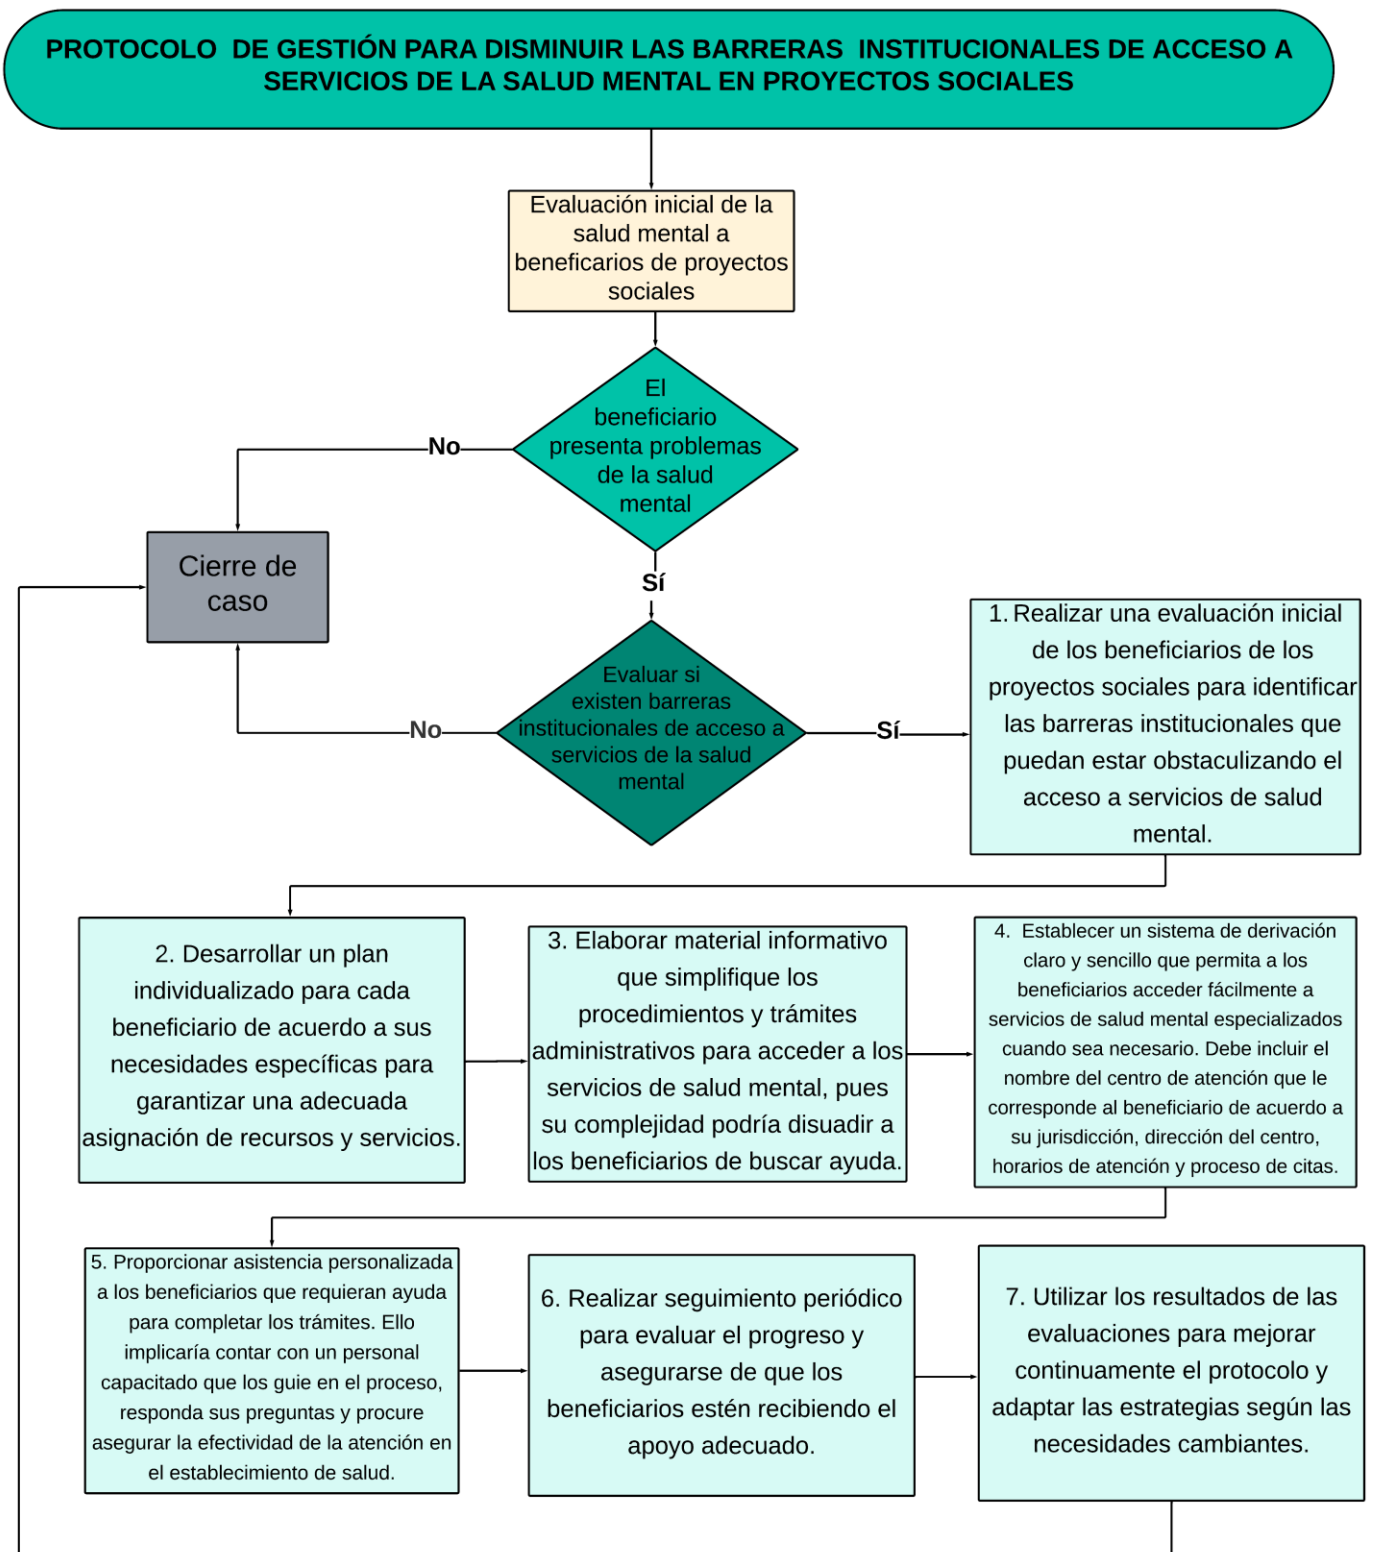 PROTOCOLO DE GESTIÓN PARA DISMINUIR LAS BARRERAS INSTITUCIONALES DE ACCESO A
SERVICIOS DE LA SALUD MENTAL EN PROYECTOS SOCIALES
Evaluación inicial de la
salud mental a
beneficarios de proyectos
sociales
El
beneficiario
presenta problemas
de la salud
mental
No
Cierre de
caso
Sí
Evaluar si
existen barreras
institucionales de acceso a
servicios de la salud
mental
No
Sí
1. Realizar una evaluación inicial
de los beneficiarios de los
proyectos sociales para identificar
las barreras institucionales que
puedan estar obstaculizando el
acceso a servicios de salud
mental.
2. Desarrollar un plan
individualizado para cada
beneficiario de acuerdo a sus
necesidades específicas para
garantizar una adecuada
asignación de recursos y servicios.
3. Elaborar material informativo
que simplifique los
procedimientos y trámites
administrativos para acceder a los
servicios de salud mental, pues
su complejidad podría disuadir a
los beneficiarios de buscar ayuda.
4. Establecer un sistema de derivación
claro y sencillo que permita a los
beneficiarios acceder fácilmente a
servicios de salud mental especializados
cuando sea necesario. Debe incluir el
nombre del centro de atención que le
corresponde al beneficiario de acuerdo a
su jurisdicción, dirección del centro,
horarios de atención y proceso de citas.
5. Proporcionar asistencia personalizada
a los beneficiarios que requieran ayuda
para completar los trámites. Ello
implicaría contar con un personal
capacitado que los guie en el proceso,
responda sus preguntas y procure
asegurar la efectividad de la atención en
el establecimiento de salud.
6. Realizar seguimiento periódico
para evaluar el progreso y
asegurarse de que los
beneficiarios estén recibiendo el
apoyo adecuado.
7. Utilizar los resultados de las
evaluaciones para mejorar
continuamente el protocolo y
adaptar las estrategias según las
necesidades cambiantes.